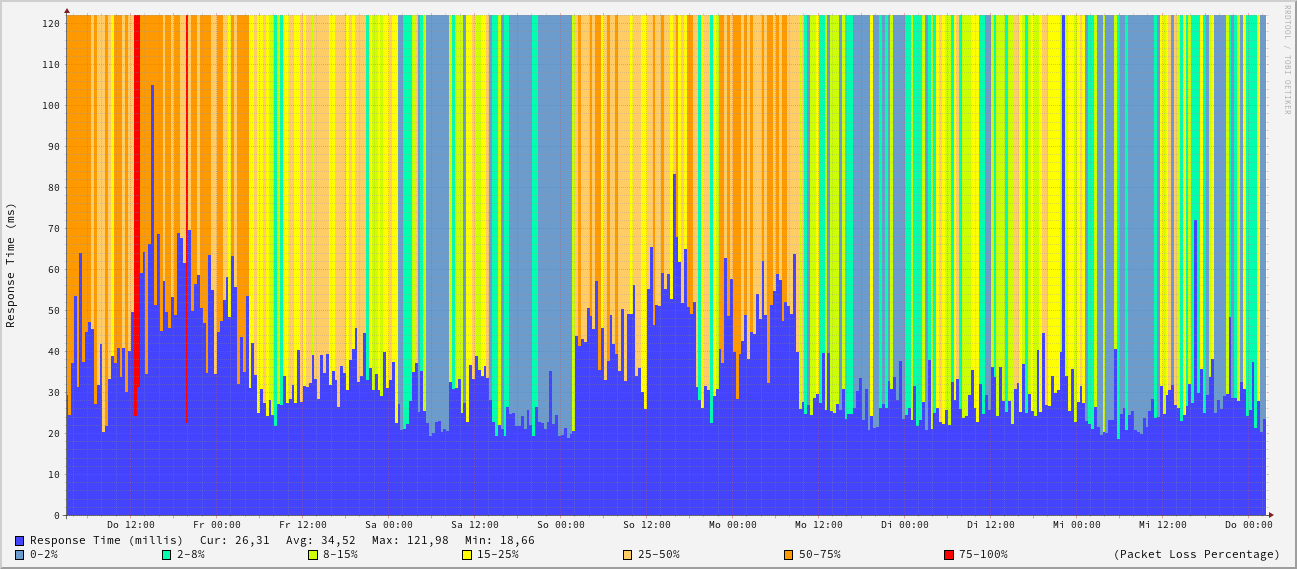 RRDTOOL / TOBI OETIKER
Response Time (ms)
120
110
100
90
80
70
60
50
40
30
20
10
0
Do 12:00 Fr 00:00 Fr 12:00 Sa 00:00 Sa 12:00 So 00:00 So 12:00 Mo 00:00 Mo 12:00 Di 00:00 Di 12:00 Mi 00:00 Mi 12:00 Do 00:00
Response Time (millis) Cur: 26,31 Avg: 34,52 Max: 121,98 Min: 18,66
0-2% 2-8% 8-15% 15-25% 25-50% 50-75% 75-100% (Packet Loss Percentage)